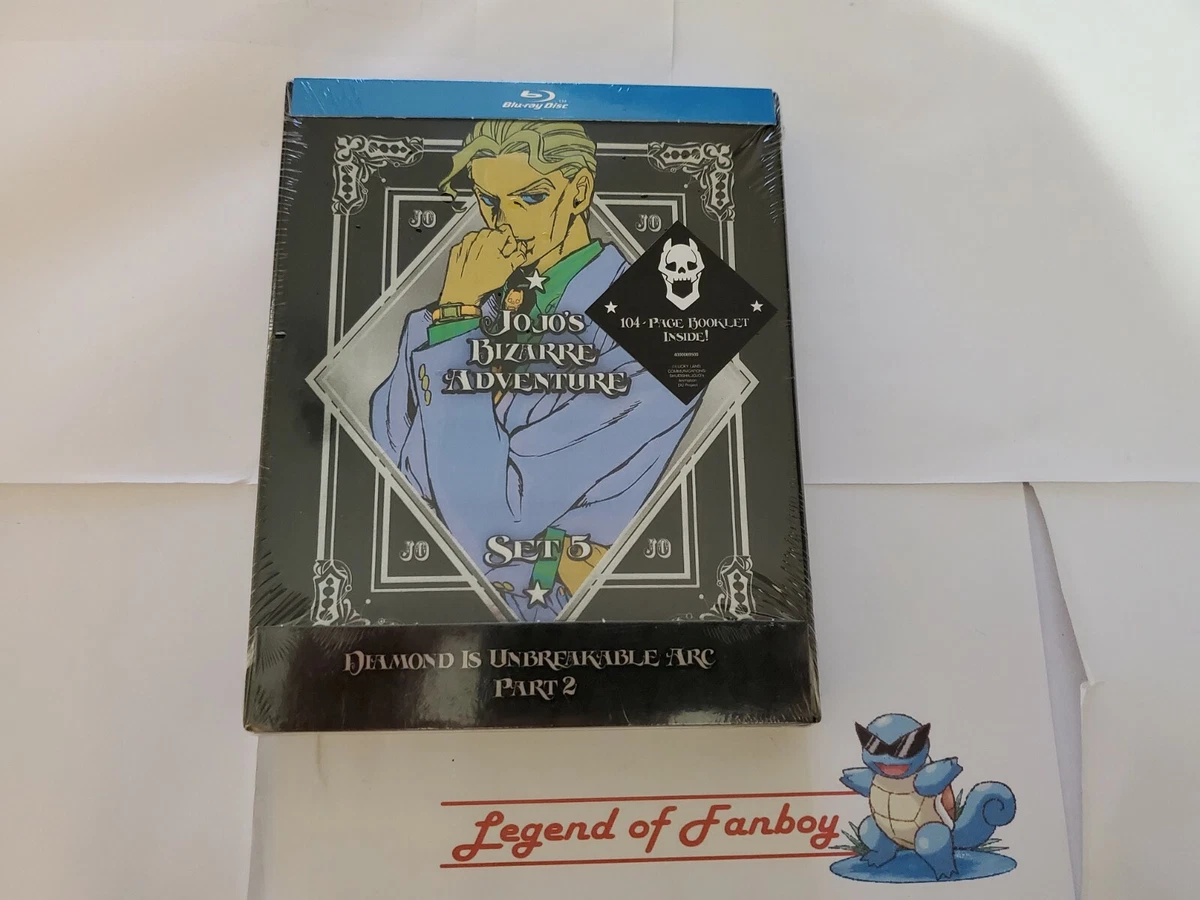 Blu-ray Disc
JO
JO
JoJo's
Bizarre
Adventure
104-Page Booklet
Inside!
Set 5
JO
JO
Diamond Is Unbreakable Arc
Part 2
Legend of Fanboy